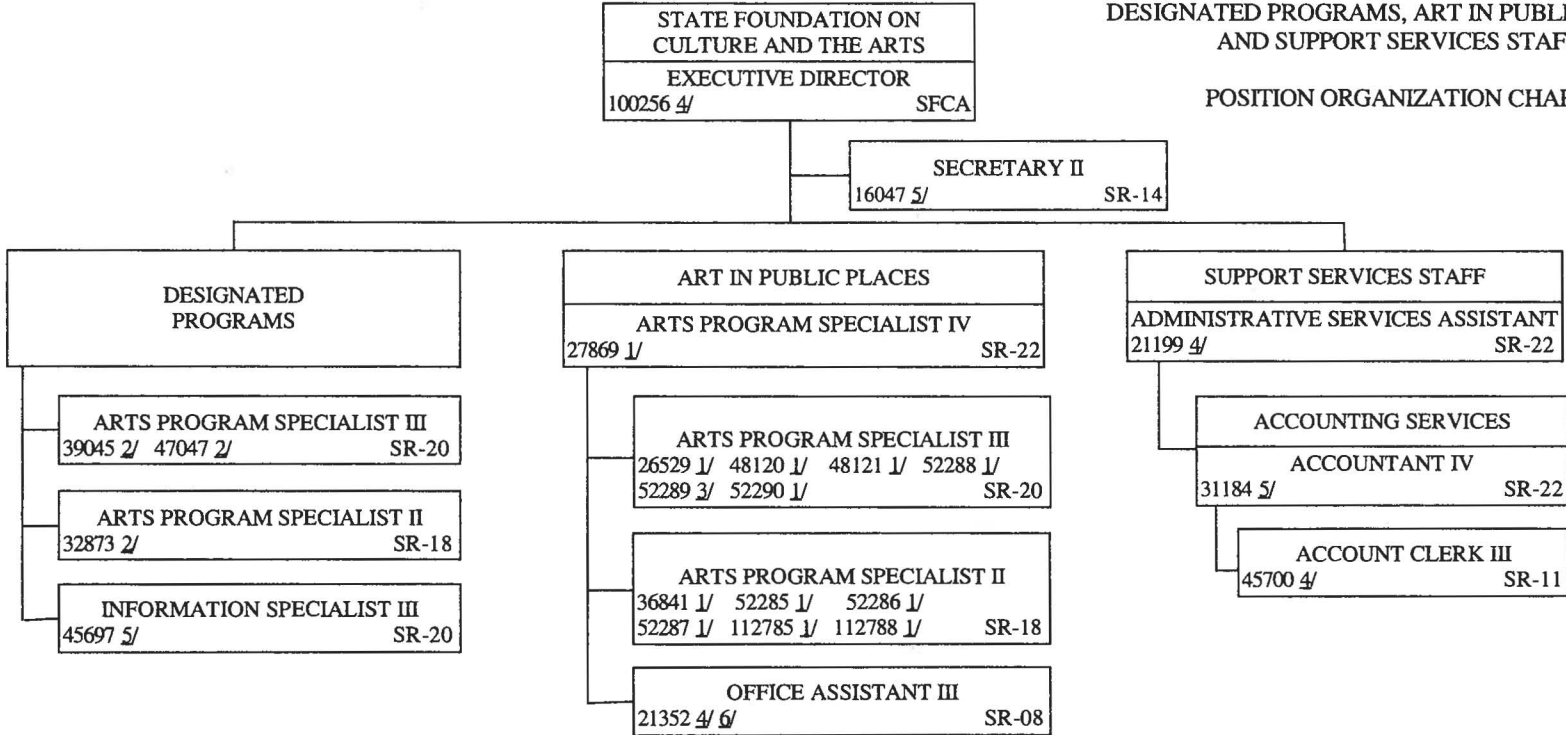 STATE FOUNDATION ON
CULTURE AND THE ARTS
EXECUTIVE DIRECTOR
100256 4/ SFCA
DESIGNATED PROGRAMS, ART IN PUBLI
AND SUPPORT SERVICES STAF
POSITION ORGANIZATION CHA
SECRETARY II
16047 5/ SR-14
DESIGNATED
PROGRAMS
ARTS PROGRAM SPECIALIST III
39045 2/ 47047 2/ SR-20
ARTS PROGRAM SPECIALIST II
32873 2/ SR-18
INFORMATION SPECIALIST III
45697 5/ SR-20
ART IN PUBLIC PLACES
ARTS PROGRAM SPECIALIST IV
27869 1/ SR-22
ARTS PROGRAM SPECIALIST III
26529 1/ 48120 1/ 48121 1/ 52288 1/
52289 3/ 52290 1/ SR-20
ARTS PROGRAM SPECIALIST II
36841 1/ 52285 1/ 52286 1/
52287 1/ 112785 1/ 112788 1/ SR-18
OFFICE ASSISTANT III
21352 4/ 6/ SR-08
SUPPORT SERVICES STAFF
ADMINISTRATIVE SERVICES ASSISTANT
21199 4/ SR-22
ACCOUNTING SERVICES
ACCOUNTANT IV
31184 5/ SR-22
ACCOUNT CLERK III
45700 4/ SR-11